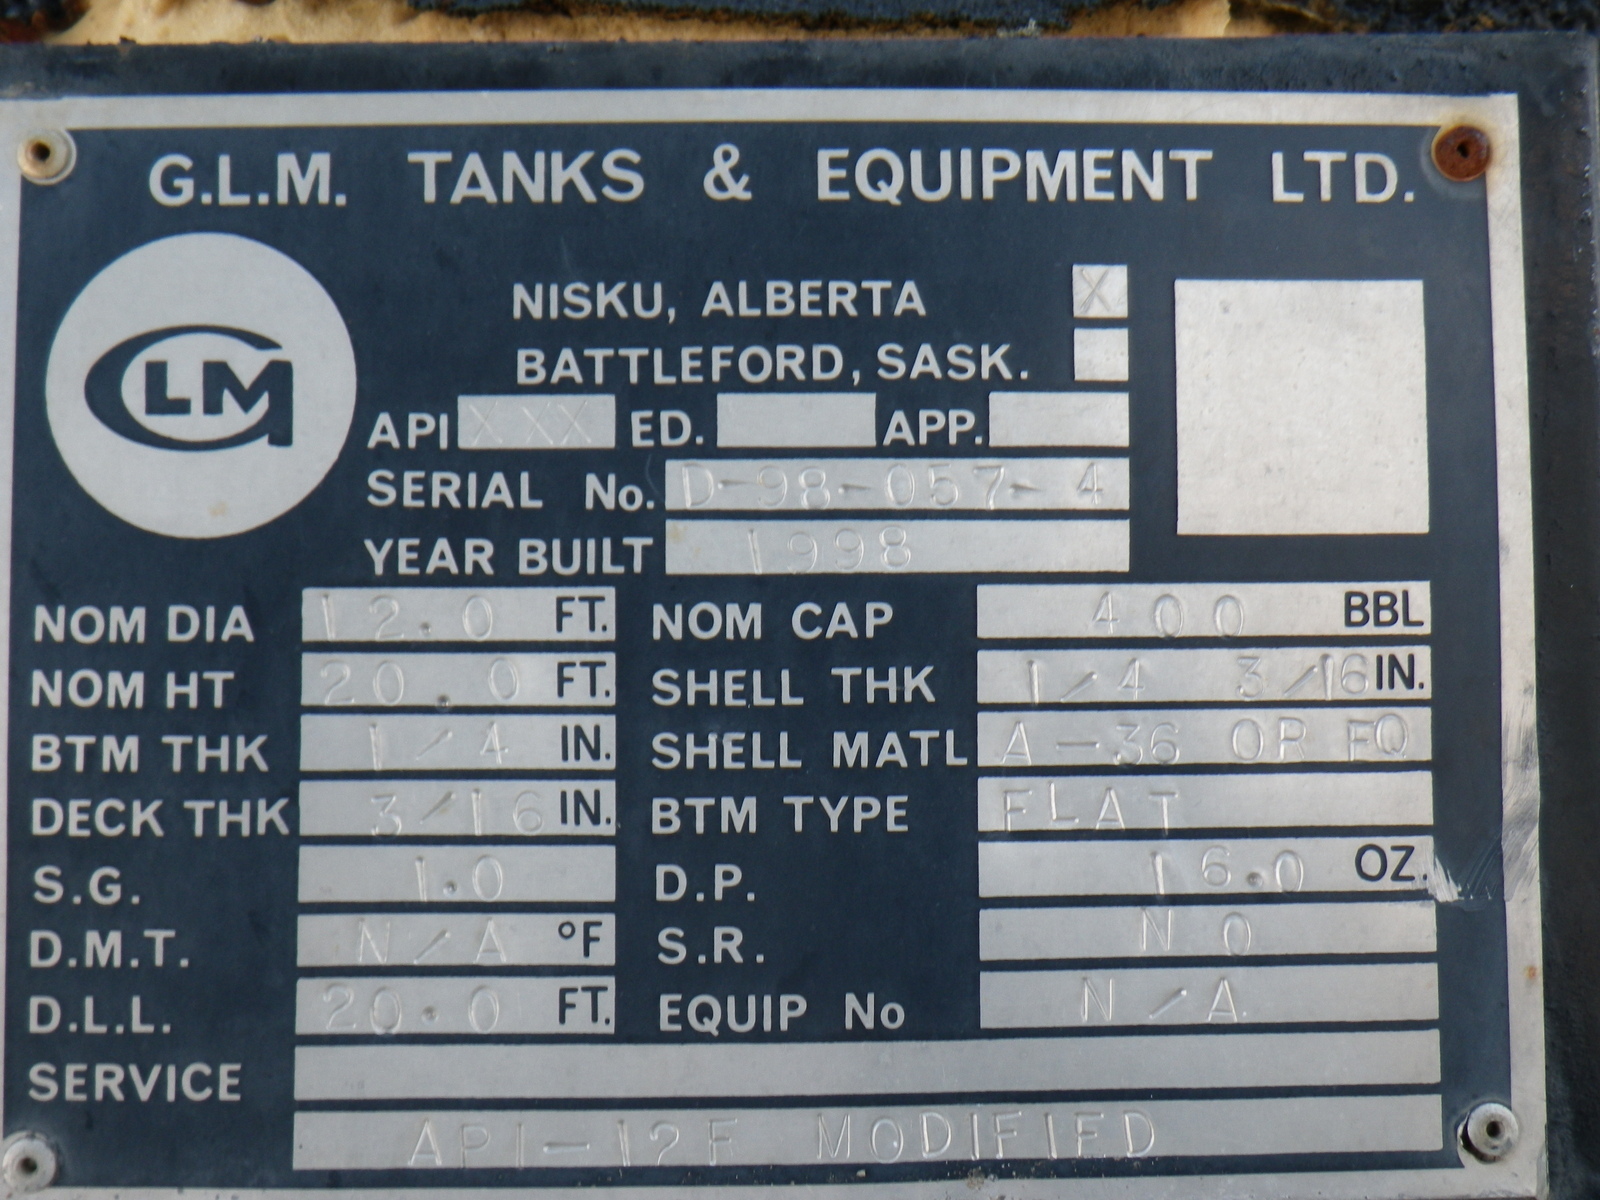 G.L.M. TANKS & EQUIPMENT LTD.
GLM
NISKU, ALBERTA X
BATTLEFORD, SASK.
API XXX ED. APP.
SERIAL No. D-98-057-4
YEAR BUILT 1998
NOM DIA 12.0 FT. NOM CAP 400 BBL
NOM HT 20.0 FT. SHELL THK 1/4 3/16 IN.
BTM THK 1/4 IN. SHELL MATL A-36 OR EQ
DECK THK 3/16 IN. BTM TYPE FLAT
S.G. 1.0 D.P. 16.0 OZ.
D.M.T. N/A °F S.R. NO
D.L.L. 20.0 FT. EQUIP No N/A
SERVICE
API-12F MODIFIED